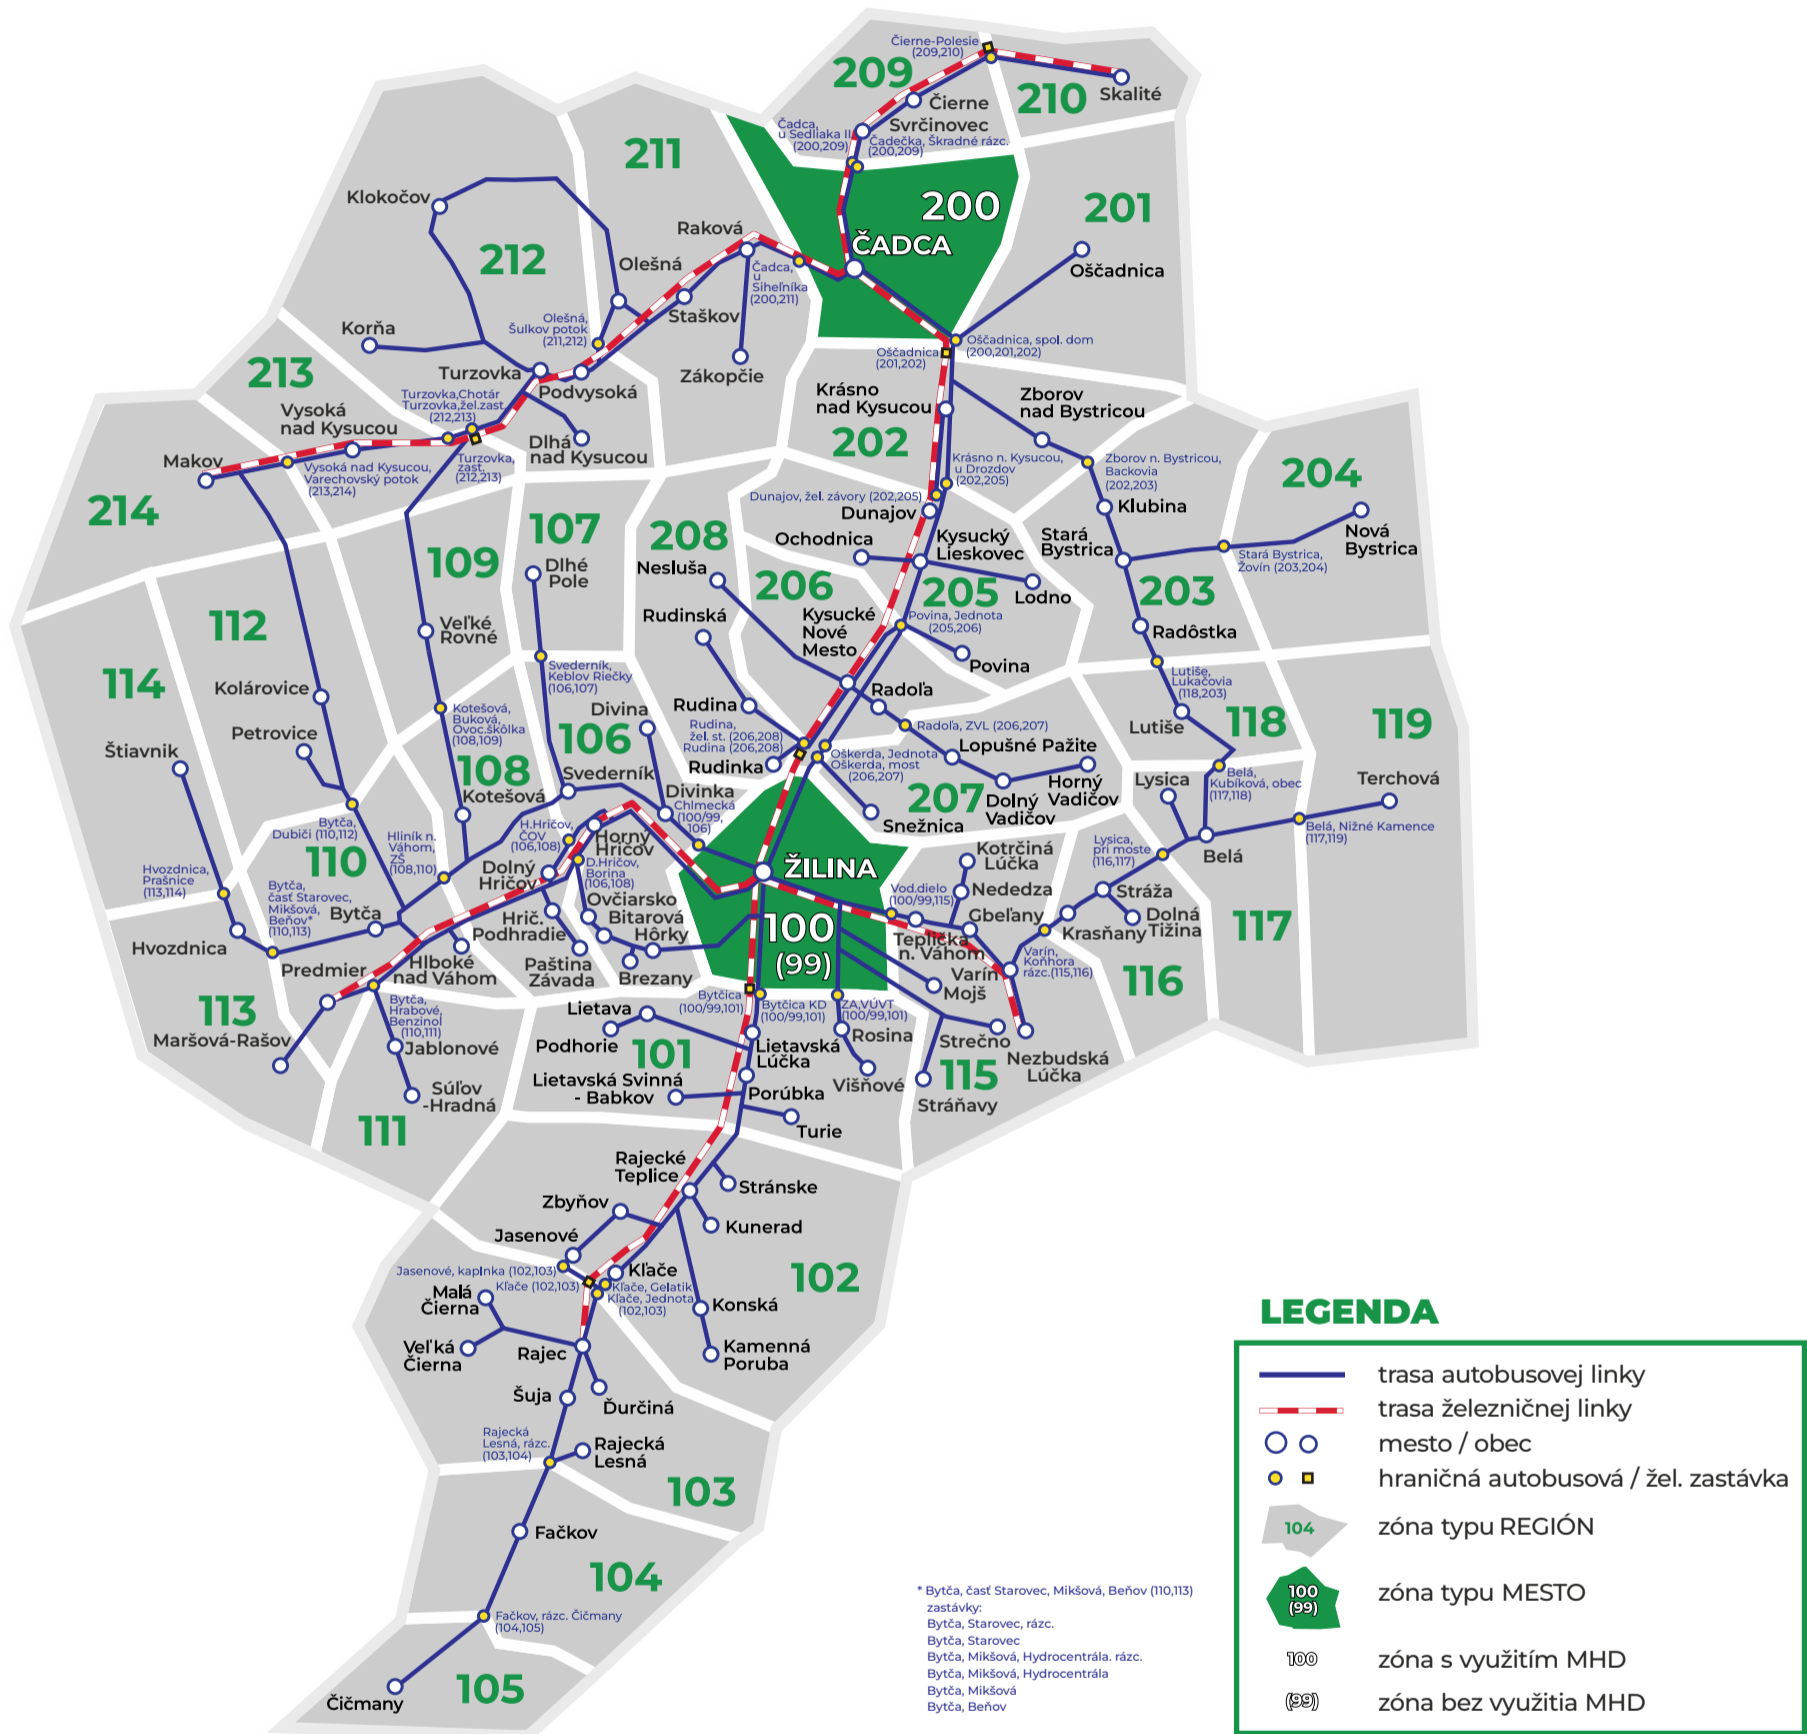 Čierne-Polesie
(209,210)
209
210
Skalité
Čierne
Svrčinovec
Čadca,
u Sedliaka II
(200,209)
Čadečka, Škradné rázc.
(200,209)
211
200
ČADCA
201
Oščadnica
Klokočov
212
Raková
Olešná
Čadca,
u
Siheľníka
(200,211)
Staškov
Olešná,
Šulkov potok
(211,212)
Korňa
Zákopčie
Oščadnica
(201,202)
Oščadnica, spol. dom
(200,201,202)
213
Turzovka
Podvysoká
Turzovka,Chotár
Turzovka,žel.zast.
(212,213)
Vysoká
nad Kysucou
Krásno
nad Kysucou
Zborov
nad Bystricou
202
Dlhá
nad Kysucou
Makov
Vysoká nad Kysucou,
Varechovský potok
(213,214)
Turzovka,
zast.
(212,213)
Krásno n. Kysucou,
u Drozdov
(202,205)
Zborov n. Bystricou,
Backovia
(202,203)
204
214
Dunajov, žel. závory (202,205)
Dunajov
Klubina
107
208
Ochodnica
Kysucký
Lieskovec
Stará
Bystrica
Nová
Bystrica
Stará Bystrica,
Žovín (203,204)
109
Dlhé
Pole
Nesluša
206
205
Lodno
203
112
Veľké
Rovné
Rudinská
Kysucké
Nové
Mesto
Povina, Jednota
(205,206)
Radôstka
Povina
114
Kolárovice
Svederník,
Keblov Riečky
(106,107)
Lutiše,
Lukačovia
(118,203)
Radoľa
Petrovice
Kotešová,
Buková,
Ovoc.škôlka
(108,109)
Divina
Rudina
Rudina,
žel. st. (206,208)
Rudina (206,208)
Radoľa, ZVL (206,207)
Lutiše
118
119
Štiavnik
106
Oškerda, Jednota
Oškerda, most
(206,207)
Lopušné Pažite
108
Svederník
Rudinka
Lysica
Belá,
Kubíková, obec
(117,118)
Terchová
Kotešová
Divinka
Chlmecká
(100/99,
106)
207
Dolný
Vadičov
Horný
Vadičov
Snežnica
Bytča,
Dubiči (110,112)
Hliník n.
Váhom,
ZŠ
(108,110)
H.Hričov,
ČOV
(106,108)
Horný
Hričov
Lysica,
pri moste
(116,117)
Belá, Nižné Kamence
(117,119)
Belá
110
Dolný
Hričov
D.Hričov,
Borina
(106,108)
ŽILINA
Kotrčiná
Lúčka
Hvozdnica,
Prašnice
(113,114)
Bytča,
časť Starovec,
Mikšová,
Beňov*
(110,113)
Bytča
Ovčiarsko
Bitarová
Hôrky
100
(99)
Vod.dielo
(100/99,115)
Nededza
Gbeľany
Stráža
Dolná
Tižina
Krasňany
117
Hvozdnica
Hrič.
Podhradie
Teplička
n. Váhom
Varín,
Koňhora
rázc.(115,116)
Predmier
Hlboké
nad Váhom
Paština
Závada
Brezany
Varín
Mojš
116
113
Bytča,
Hrabové,
Benzinol
(110,111)
Bytčica
(100/99,101)
Bytčica KD
(100/99,101)
ZA,VÚVT
(100/99,101)
Lietava
Maršová-Rašov
Jablonové
Podhorie
101
Lietavská
Lúčka
Rosina
Strečno
Nezbudská
Lúčka
Súľov
-Hradná
Lietavská Svinná
- Babkov
Porúbka
Višňové
115
Stráňavy
111
Turie
Rajecké
Teplice
Stránske
Zbyňov
Kunerad
Jasenové
Jasenové, kaplnka (102,103)
Kľače (102,103)
Kľače
Kľače, Gelatik
Kľače, Jednota
(102,103)
102
Malá
Čierna
Konská
Veľká
Čierna
Rajec
Kamenná
Poruba
Šuja
Ďurčiná
Rajecká
Lesná, rázc.
(103,104)
Rajecká
Lesná
103
Fačkov
104
Fačkov, rázc. Čičmany
(104,105)
105
Čičmany
* Bytča, časť Starovec, Mikšová, Beňov (110,113)
zastávky:
Bytča, Starovec, rázc.
Bytča, Starovec
Bytča, Mikšová, Hydrocentrála. rázc.
Bytča, Mikšová, Hydrocentrála
Bytča, Mikšová
Bytča, Beňov
LEGENDA
trasa autobusovej linky
trasa železničnej linky
mesto / obec
hraničná autobusová / žel. zastávka
104 zóna typu REGIÓN
100
(99)
zóna typu MESTO
100 zóna s využitím MHD
(99) zóna bez využitia MHD